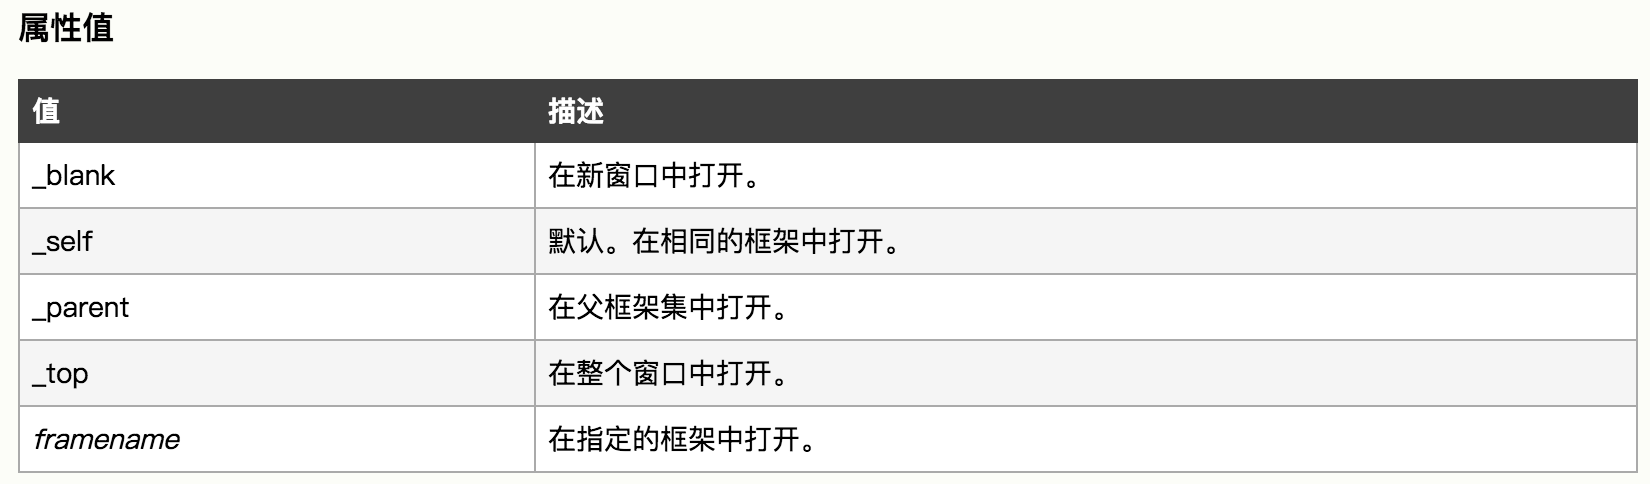 属性值
值 描述
_blank 在新窗口中打开。
_self 默认。在相同的框架中打开。
_parent 在父框架集中打开。
_top 在整个窗口中打开。
framename 在指定的框架中打开。